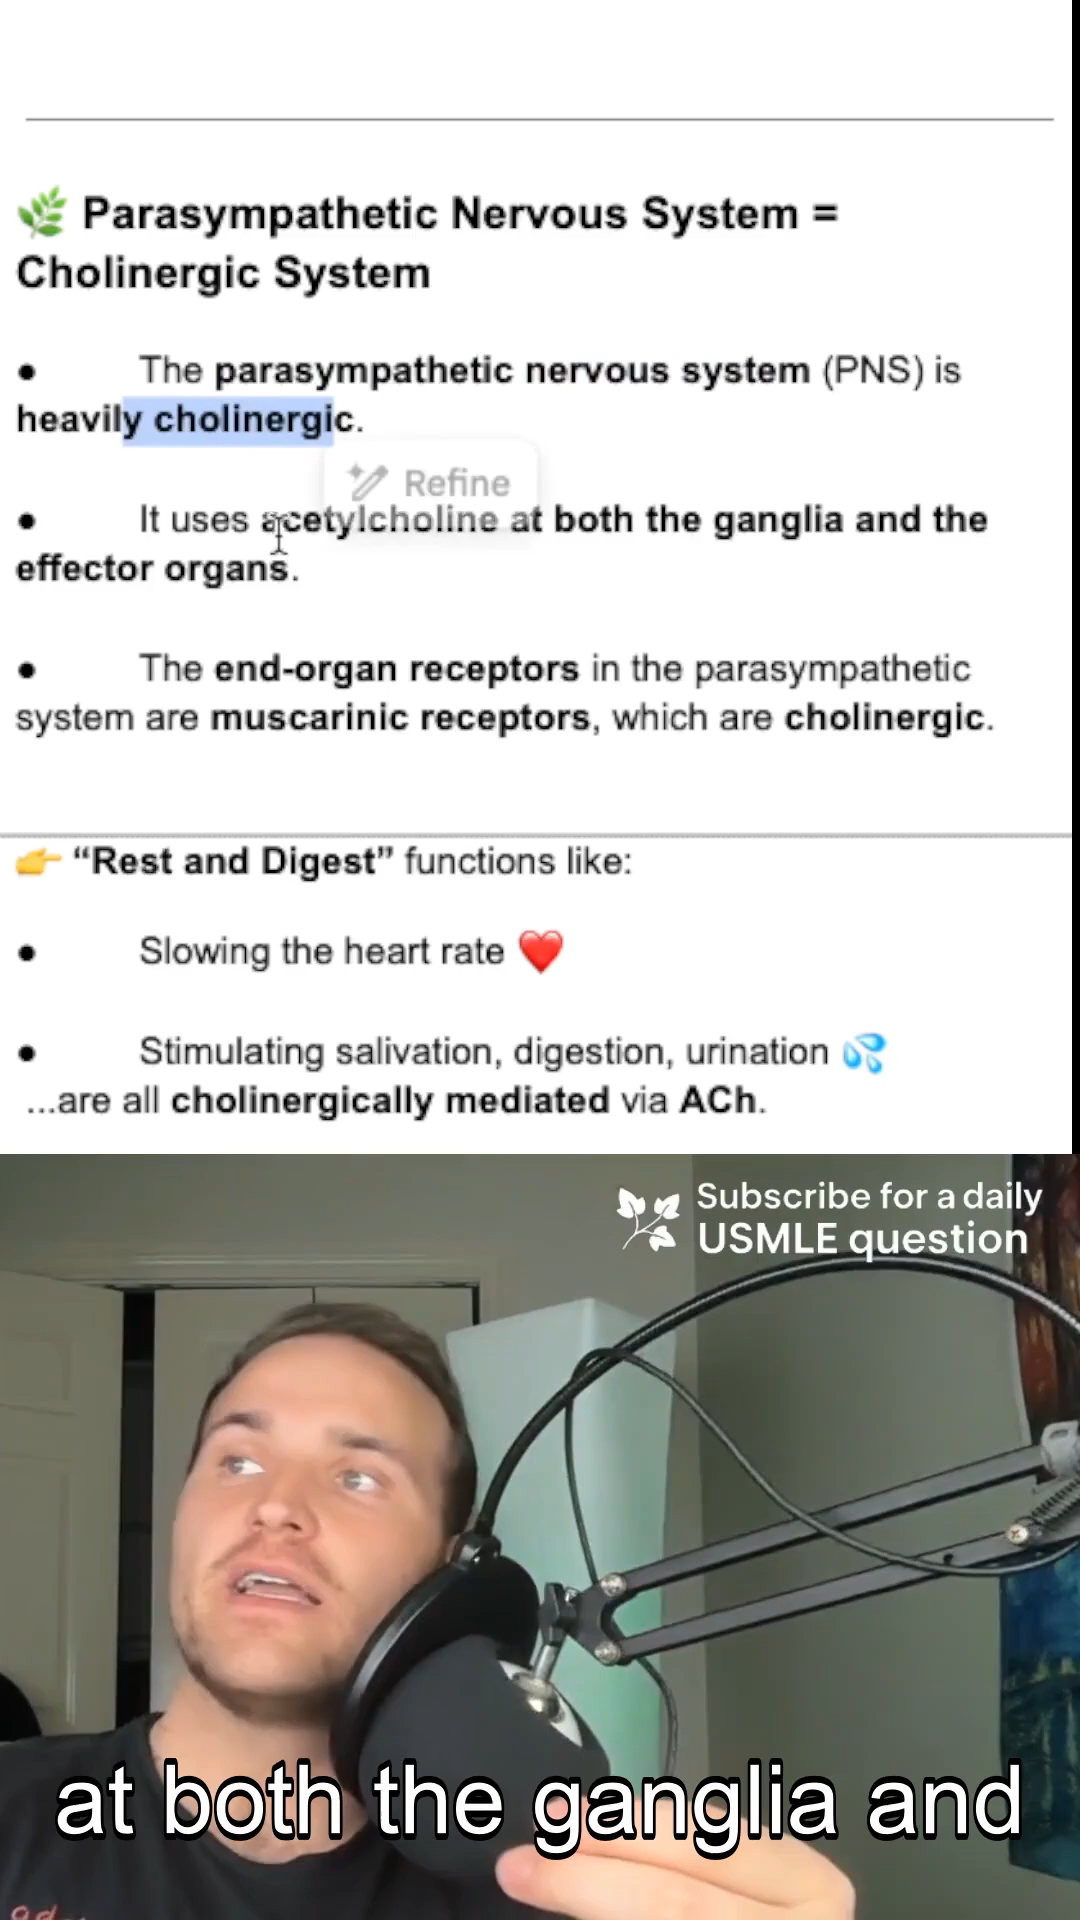 🌿 Parasympathetic Nervous System =
Cholinergic System
● The parasympathetic nervous system (PNS) is
heavily cholinergic.
Refine
● It uses acetylcholine at both the ganglia and the
effector organs.
● The end-organ receptors in the parasympathetic
system are muscarinic receptors, which are cholinergic.
👉 “Rest and Digest” functions like:
● Slowing the heart rate ❤️
● Stimulating salivation, digestion, urination 💦
...are all cholinergically mediated via ACh.
Subscribe for a daily
USMLE question
at both the ganglia and